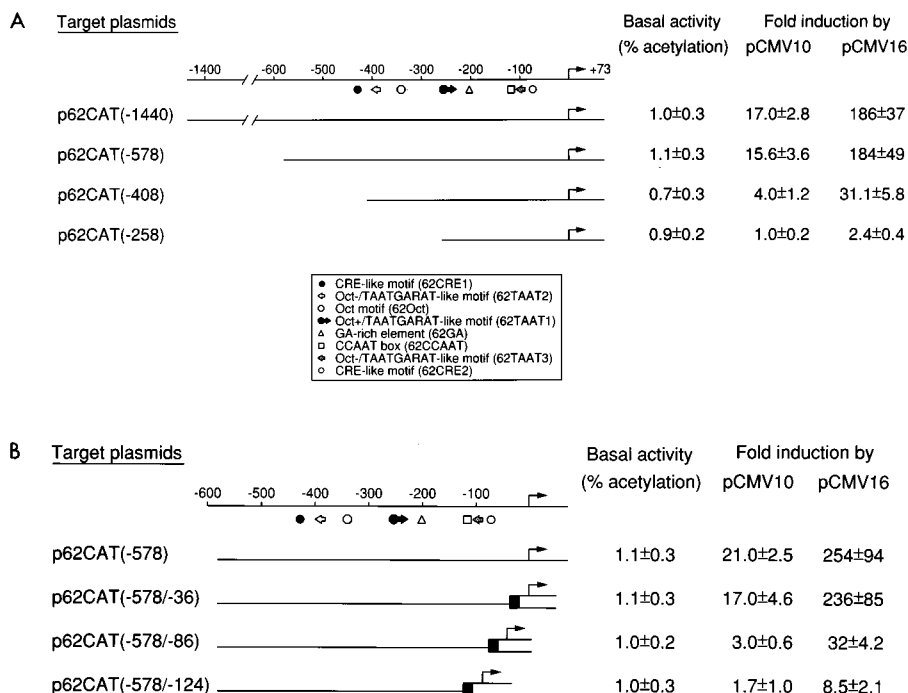 A Target plasmids Basal activity Fold induction by
(% acetylation) pCMV10 pCMV16
-1400 -500 -400 -300 -200 -100 +73
p62CAT(-1440) 1.0±0.3 17.0±2.8 186±37
p62CAT(-578) 1.1±0.3 15.6±3.6 184±49
p62CAT(-408) 0.7±0.3 4.0±1.2 31.1±5.8
p62CAT(-258) 0.9±0.2 1.0±0.2 2.4±0.4
CRE-like motif (62CRE1)
Oct-/TAATGARAT-like motif (62TAAT2)
Oct motif (62Oct)
Oct+/TAATGARAT-like motif (62TAAT1)
GA-rich element (62GA)
CCAAT box (62CCAAT)
Oct-/TAATGARAT-like motif (62TAAT3)
CRE-like motif (62CRE2)
B Target plasmids Basal activity Fold induction by
(% acetylation) pCMV10 pCMV16
-600 -500 -400 -300 -200 -100
p62CAT(-578) 1.1±0.3 21.0±2.5 254±94
p62CAT(-578/-36) 1.1±0.3 17.0±4.6 236±85
p62CAT(-578/-86) 1.0±0.2 3.0±0.6 32±4.2
p62CAT(-578/-124) 1.0±0.3 1.7±1.0 8.5±2.1